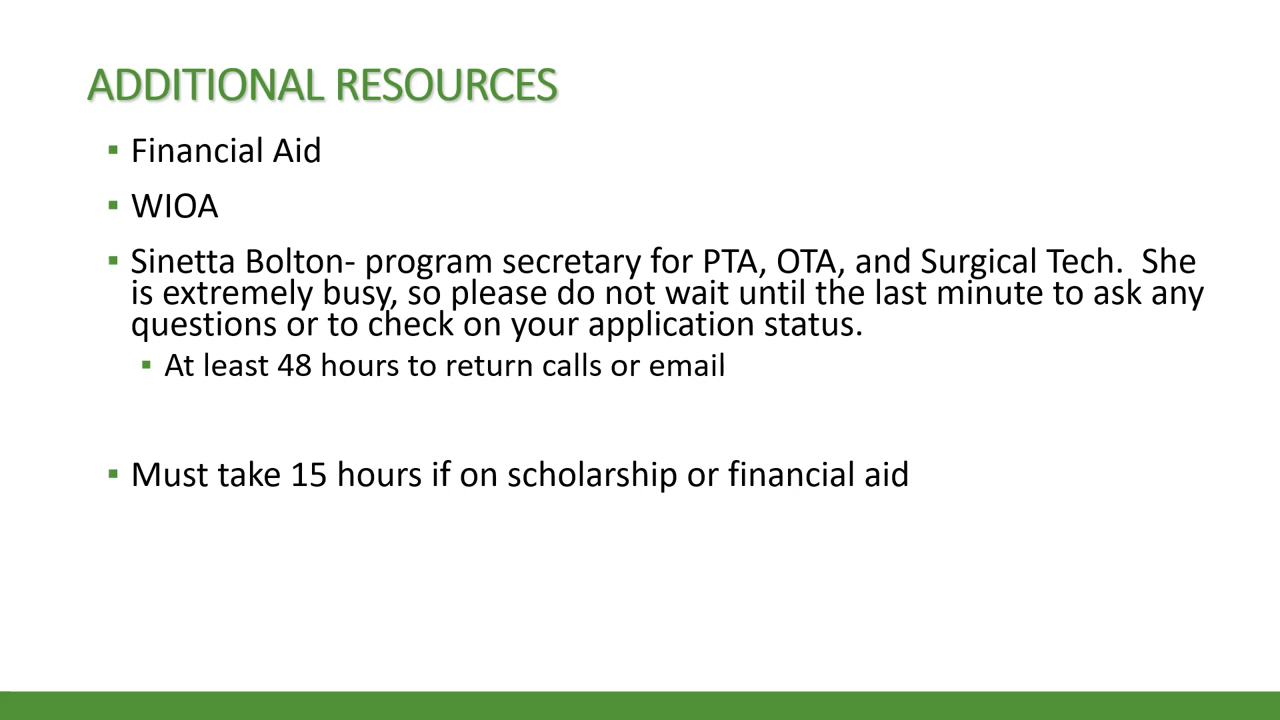 ADDITIONAL RESOURCES
▪ Financial Aid
▪ WIOA
▪ Sinetta Bolton- program secretary for PTA, OTA, and Surgical Tech.  She
is extremely busy, so please do not wait until the last minute to ask any
questions or to check on your application status.
▪ At least 48 hours to return calls or email
▪ Must take 15 hours if on scholarship or financial aid